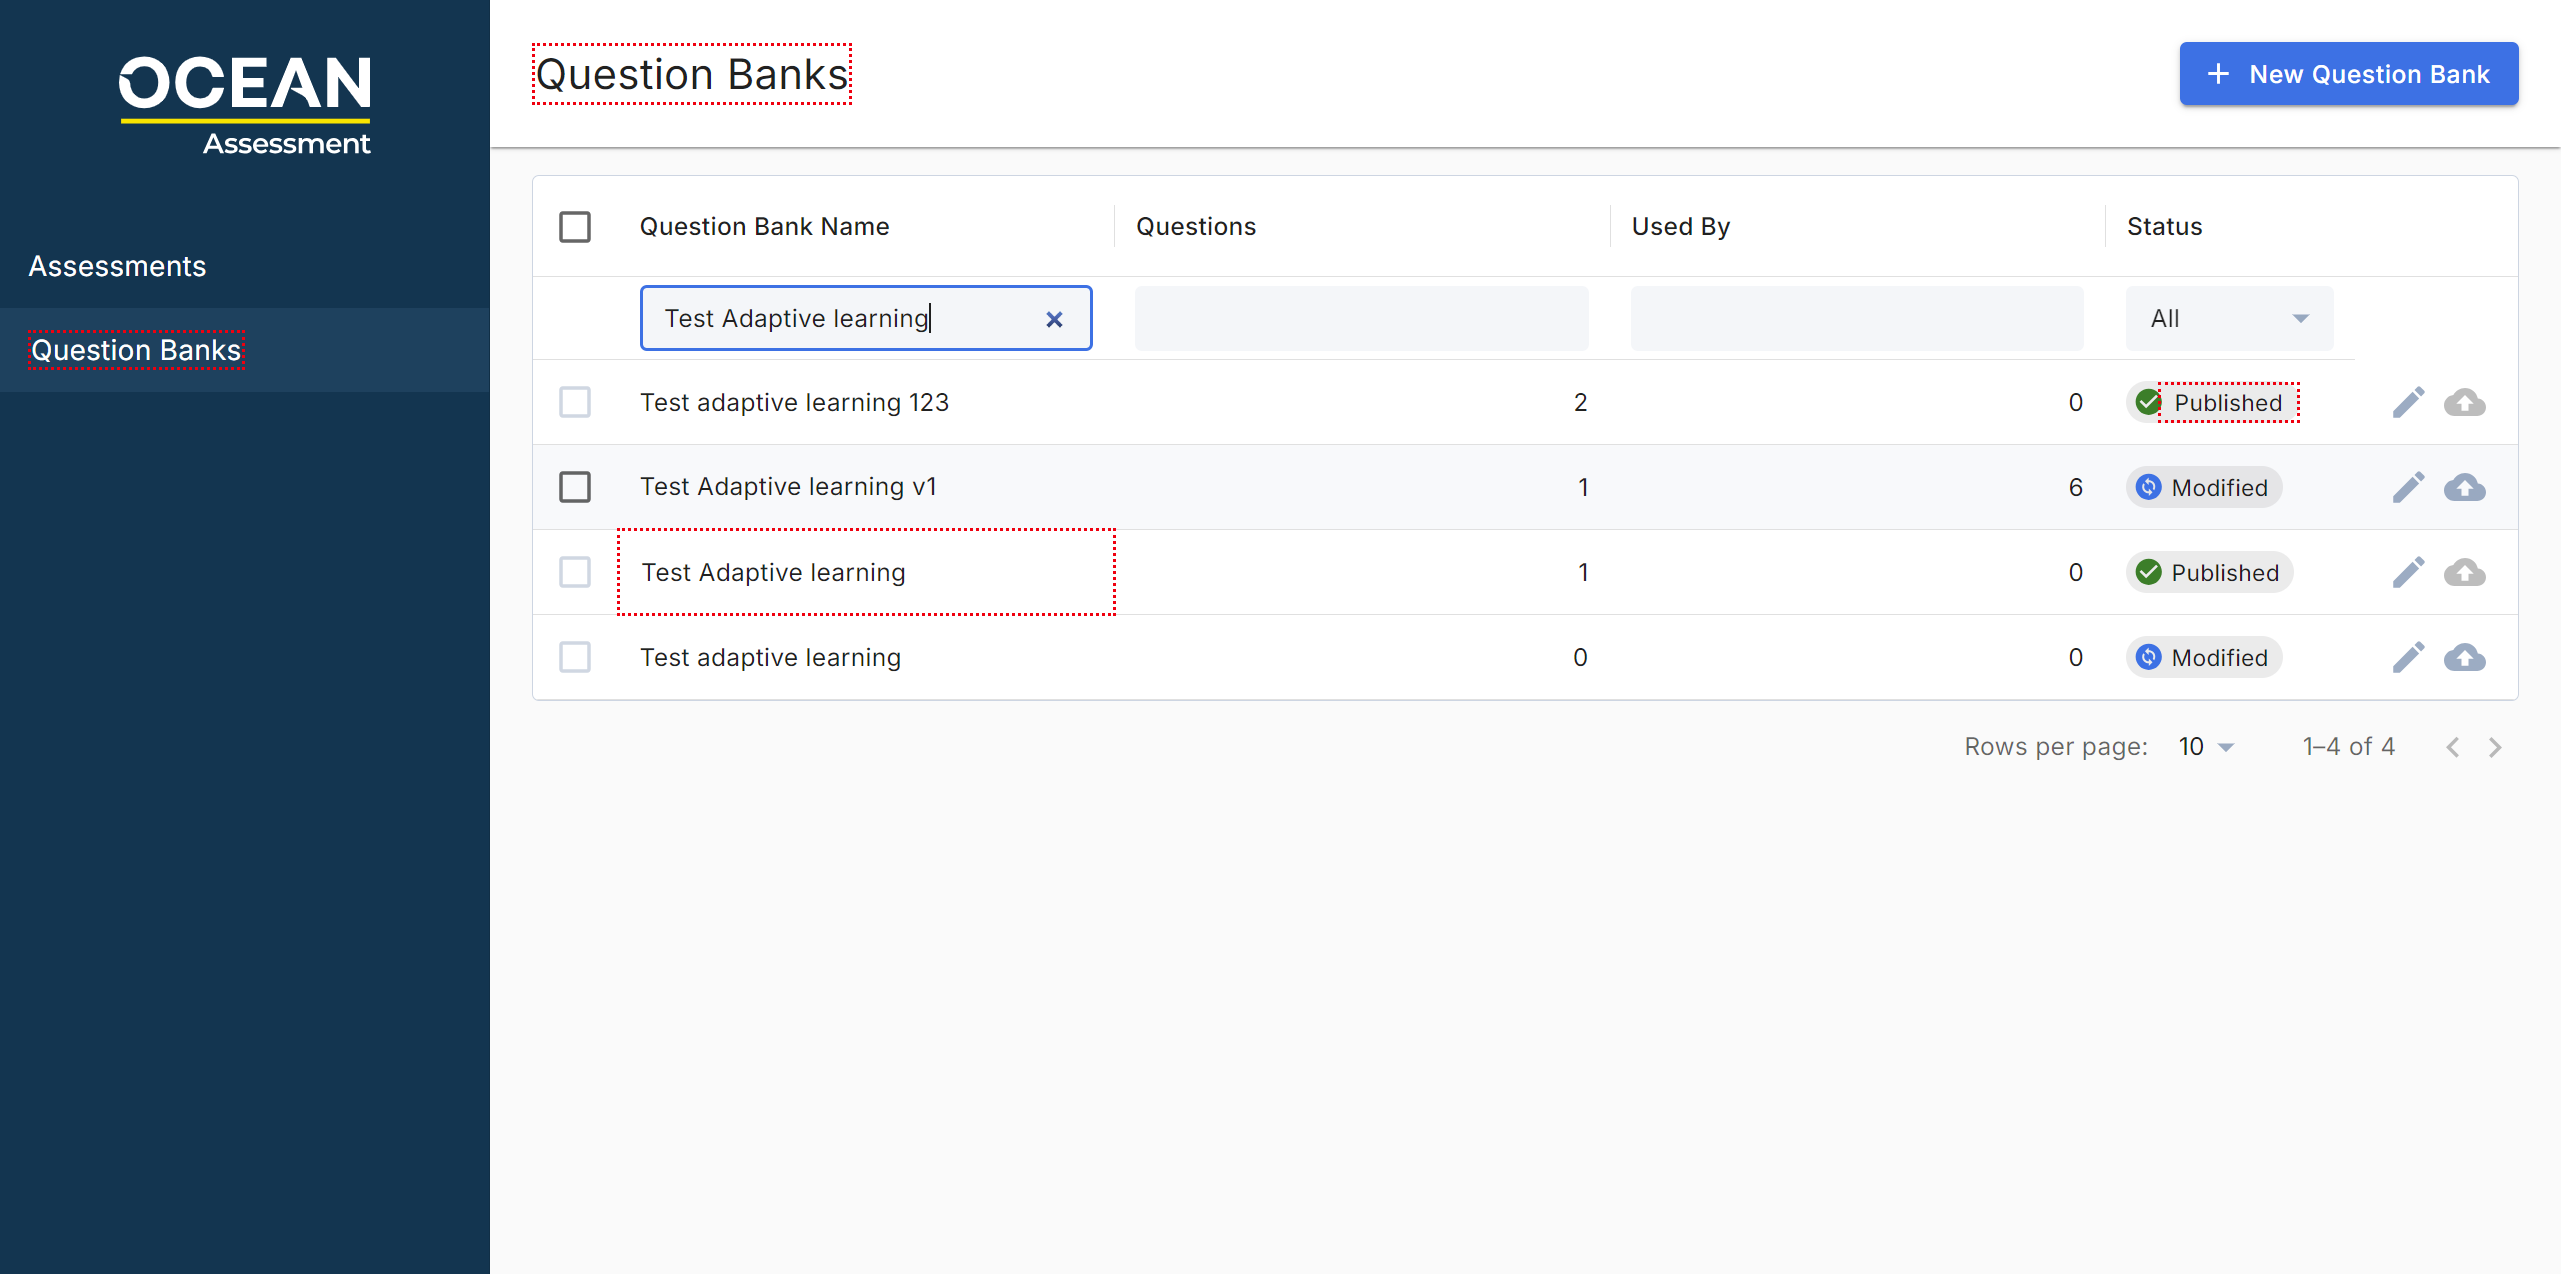 OCEAN
Assessment
Assessments
Question Banks
Question Banks
New Question Bank
Question Bank Name Questions Used By Status
Test Adaptive learning All
Test adaptive learning 123 2 0 Published
Test Adaptive learning v1 1 6 Modified
Test Adaptive learning 1 0 Published
Test adaptive learning 0 0 Modified
Rows per page: 10 1–4 of 4